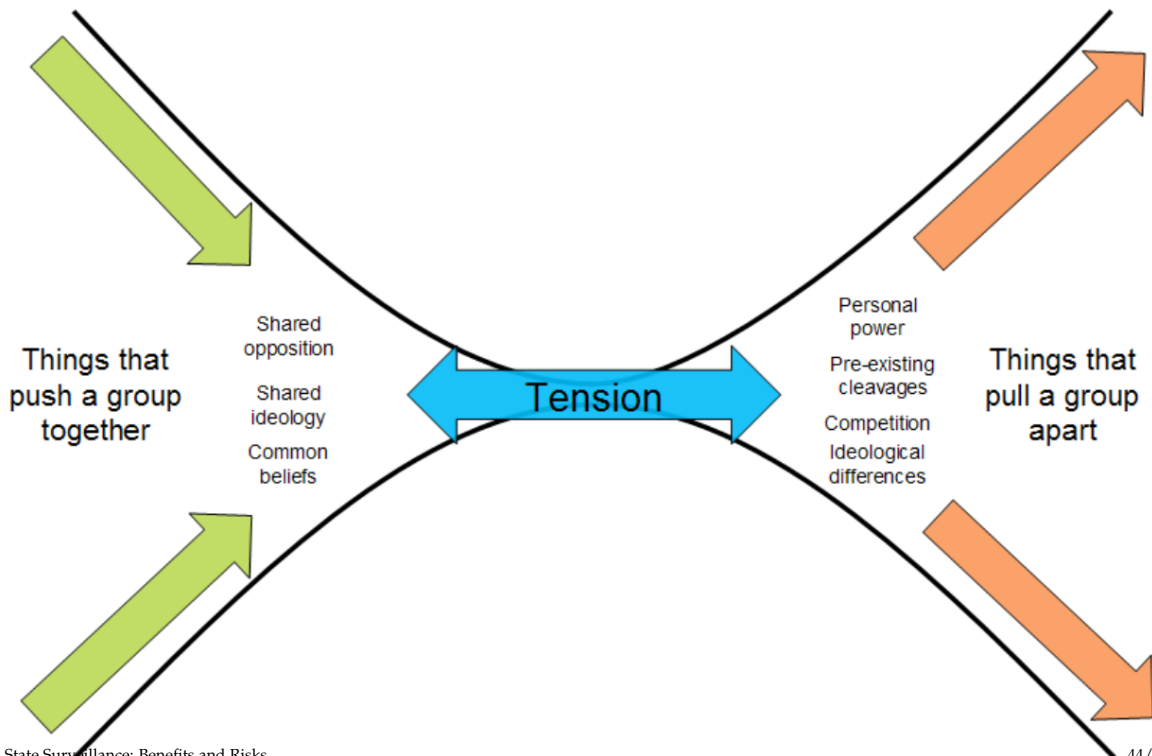 Things that
push a group
together
Shared
opposition
Shared
ideology
Common
beliefs
Tension
Personal
power
Pre-existing
cleavages
Competition
Ideological
differences
Things that
pull a group
apart
State Surveillance: Benefits and Risks
44/